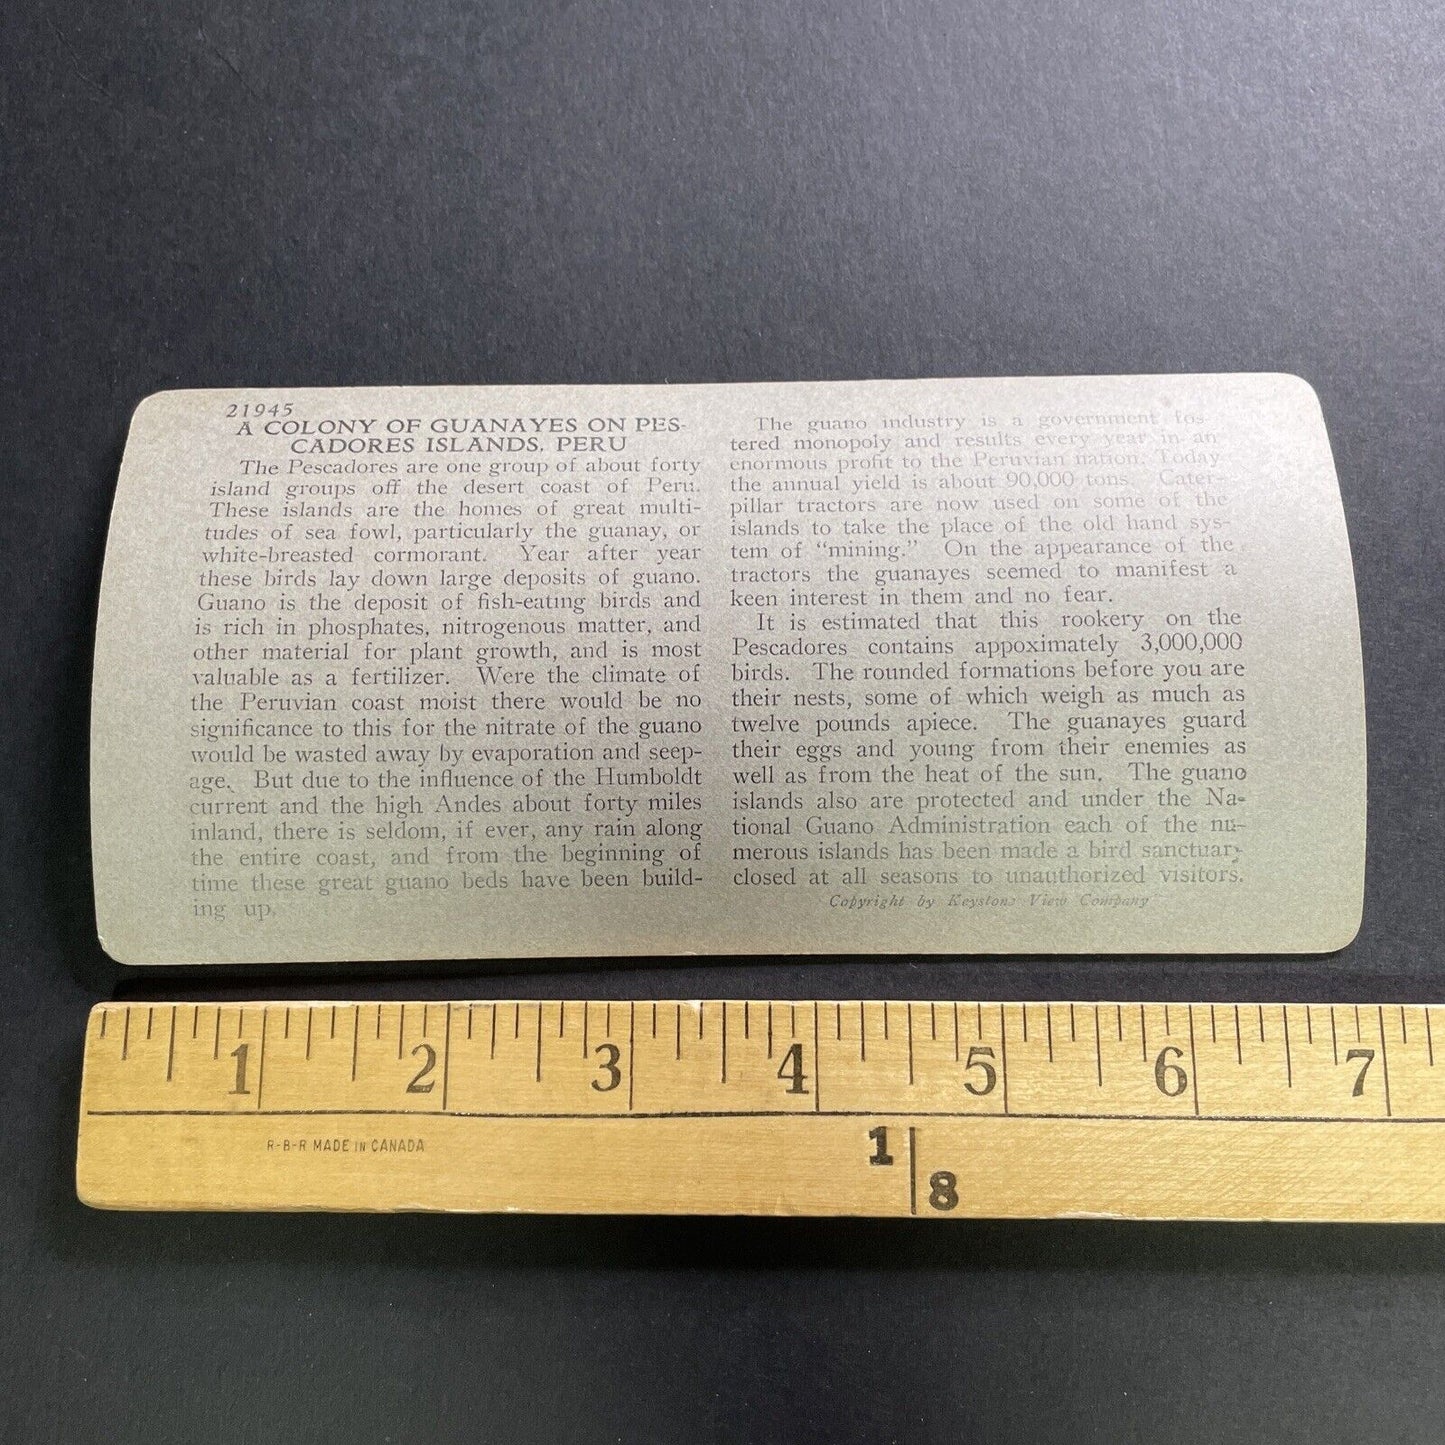 21945
A COLONY OF GUANAYES ON PES-
CADORES ISLANDS, PERU
The Pescadores are one group of about forty
island groups off the desert coast of Peru.
These islands are the homes of great multi-
tudes of sea fowl, particularly the guanay, or
white-breasted cormorant. Year after year
these birds lay down large deposits of guano.
Guano is the deposit of fish-eating birds and
is rich in phosphates, nitrogenous matter, and
other material for plant growth, and is most
valuable as a fertilizer. Were the climate of
the Peruvian coast moist there would be no
significance to this for the nitrate of the guano
would be wasted away by evaporation and seep-
age. But due to the influence of the Humboldt
current and the high Andes about forty miles
inland, there is seldom, if ever, any rain along
the entire coast, and from the beginning of
time these great guano beds have been build-
ing up.
The guano industry is a government fos-
tered monopoly and results every year in an
enormous profit to the Peruvian nation. Today
the annual yield is about 90,000 tons. Cater-
pillar tractors are now used on some of the
islands to take the place of the old hand sys-
tem of “mining.” On the appearance of the
tractors the guanayes seemed to manifest a
keen interest in them and no fear.
It is estimated that this rookery on the
Pescadores contains appoximately 3,000,000
birds. The rounded formations before you are
their nests, some of which weigh as much as
twelve pounds apiece. The guanayes guard
their eggs and young from their enemies as
well as from the heat of the sun. The guano
islands also are protected and under the Na-
tional Guano Administration each of the nu-
merous islands has been made a bird sanctuary
closed at all seasons to unauthorized visitors.
Copyright by Keystone View Company
1 2 3 4 5 6 7
R-B-R MADE IN CANADA
1
8